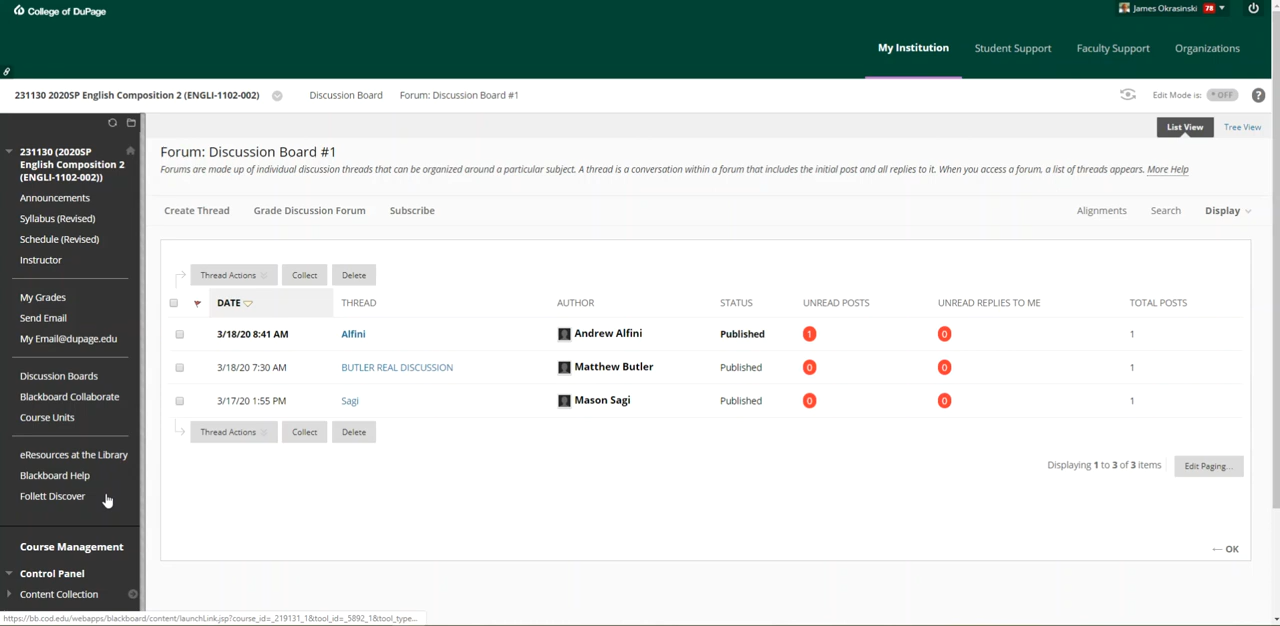 College of DuPage
James Okrasinski 78
My Institution Student Support Faculty Support Organizations
231130 2020SP English Composition 2 (ENGLI-1102-002) Discussion Board Forum: Discussion Board #1 Edit Mode is: OFF ?
List View Tree View
231130 (2020SP
English Composition 2
(ENGLI-1102-002))
Announcements
Syllabus (Revised)
Schedule (Revised)
Instructor
My Grades
Send Email
My Email@dupage.edu
Discussion Boards
Blackboard Collaborate
Course Units
eResources at the Library
Blackboard Help
Follett Discover
Course Management
Control Panel
Content Collection
Forum: Discussion Board #1
Forums are made up of individual discussion threads that can be organized around a particular subject. A thread is a conversation within a forum that includes the initial post and all replies to it. When you access a forum, a list of threads appears. More Help
Create Thread Grade Discussion Forum Subscribe Alignments Search Display
Thread Actions Collect Delete
DATE THREAD AUTHOR STATUS UNREAD POSTS UNREAD REPLIES TO ME TOTAL POSTS
3/18/20 8:41 AM Alfini Andrew Alfini Published 1 0 1
3/18/20 7:30 AM BUTLER REAL DISCUSSION Matthew Butler Published 0 0 1
3/17/20 1:55 PM Sagi Mason Sagi Published 0 0 1
Thread Actions Collect Delete
Displaying 1 to 3 of 3 items Edit Paging...
← OK
https://bb.cod.edu/webapps/blackboard/content/launchLink.jsp?course_id=_219131_1&tool_id=_5892_1&tool_type...